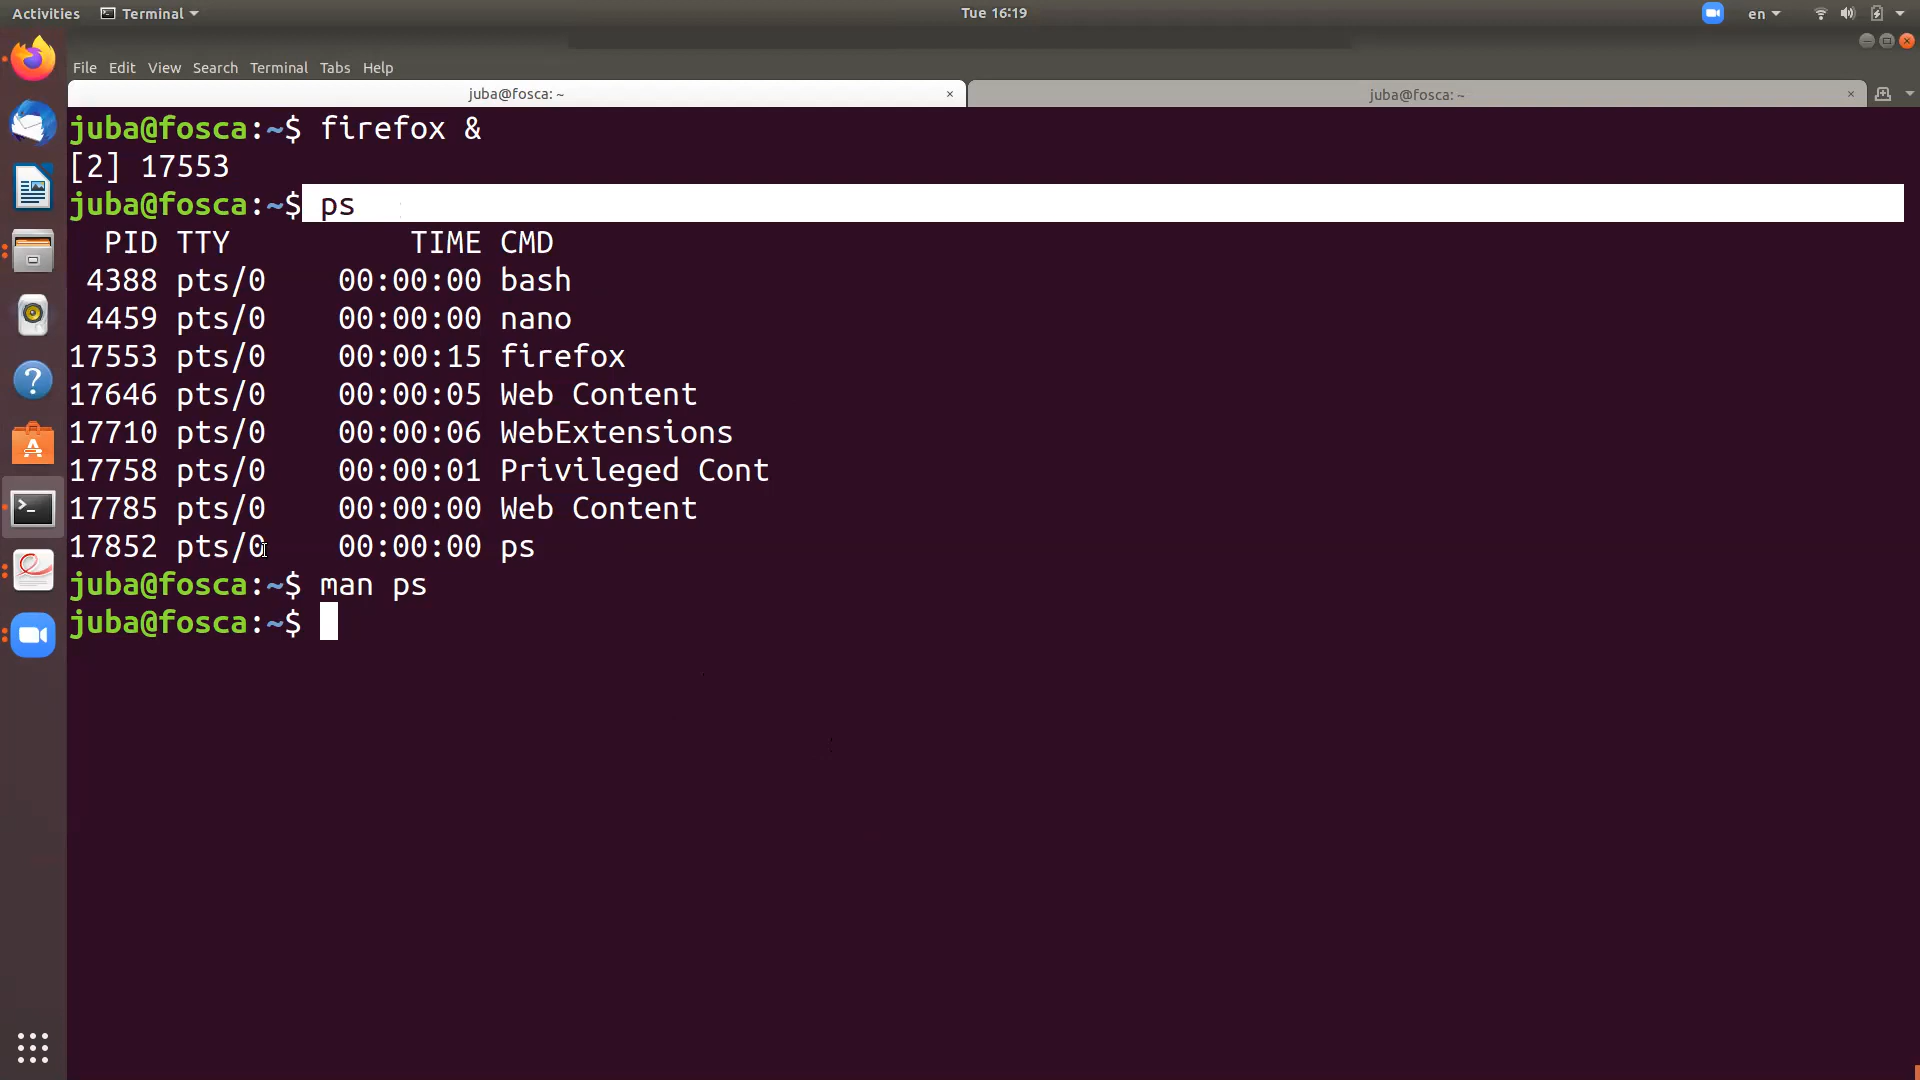 Activities Terminal Tue 16:19 en
File Edit View Search Terminal Tabs Help
juba@fosca: ~ × juba@fosca: ~ ×
juba@fosca:~$ firefox &
[2] 17553
juba@fosca:~$ ps
PID TTY TIME CMD
4388 pts/0 00:00:00 bash
4459 pts/0 00:00:00 nano
17553 pts/0 00:00:15 firefox
17646 pts/0 00:00:05 Web Content
17710 pts/0 00:00:06 WebExtensions
17758 pts/0 00:00:01 Privileged Cont
17785 pts/0 00:00:00 Web Content
17852 pts/0 00:00:00 ps
juba@fosca:~$ man ps
juba@fosca:~$